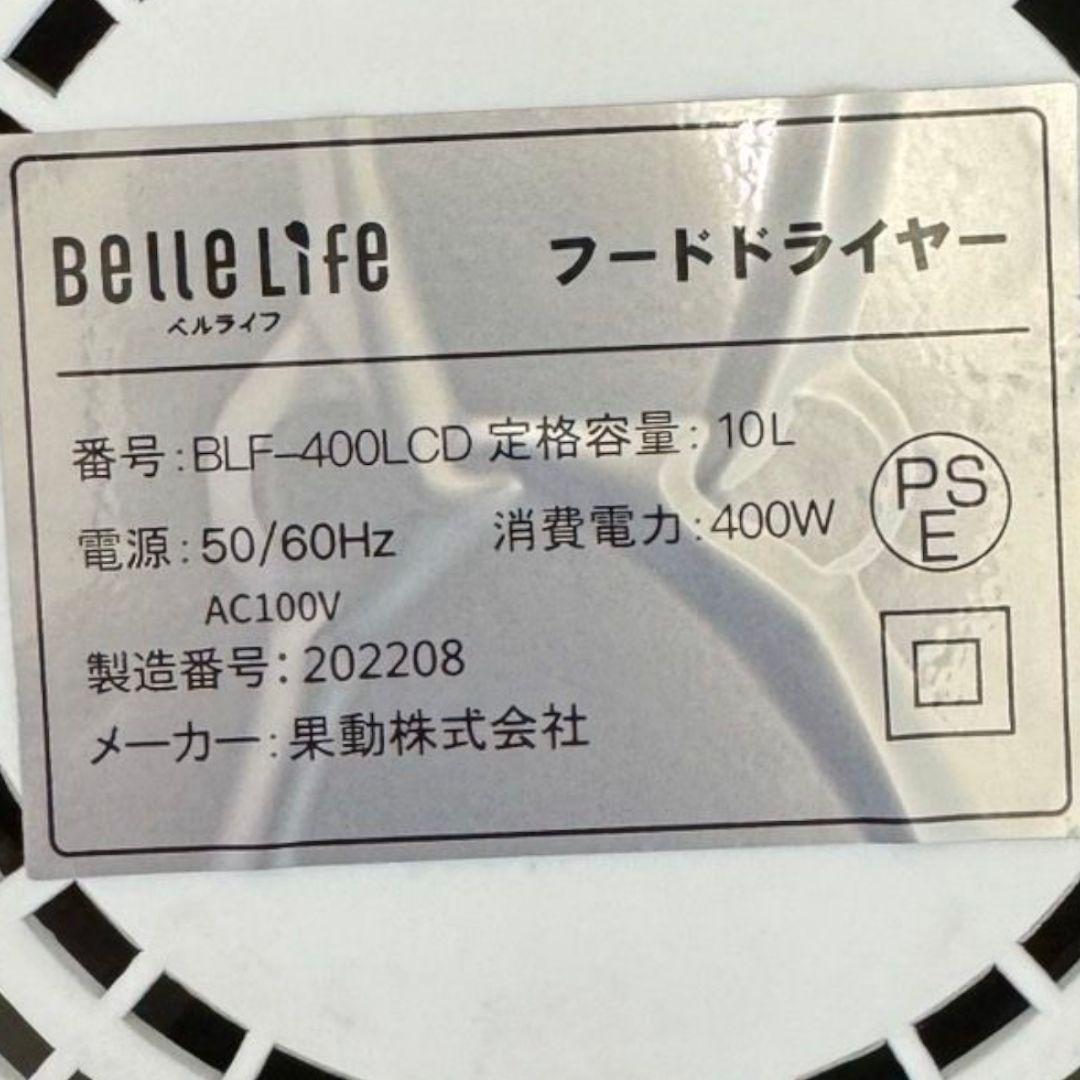 BelleLife フードドライヤー
ベルライフ
番号:BLF-400LCD 定格容量: 10L
電源:50/60Hz 消費電力:400W
AC100V
PS
E
製造番号:202208
メーカー:果動株式会社